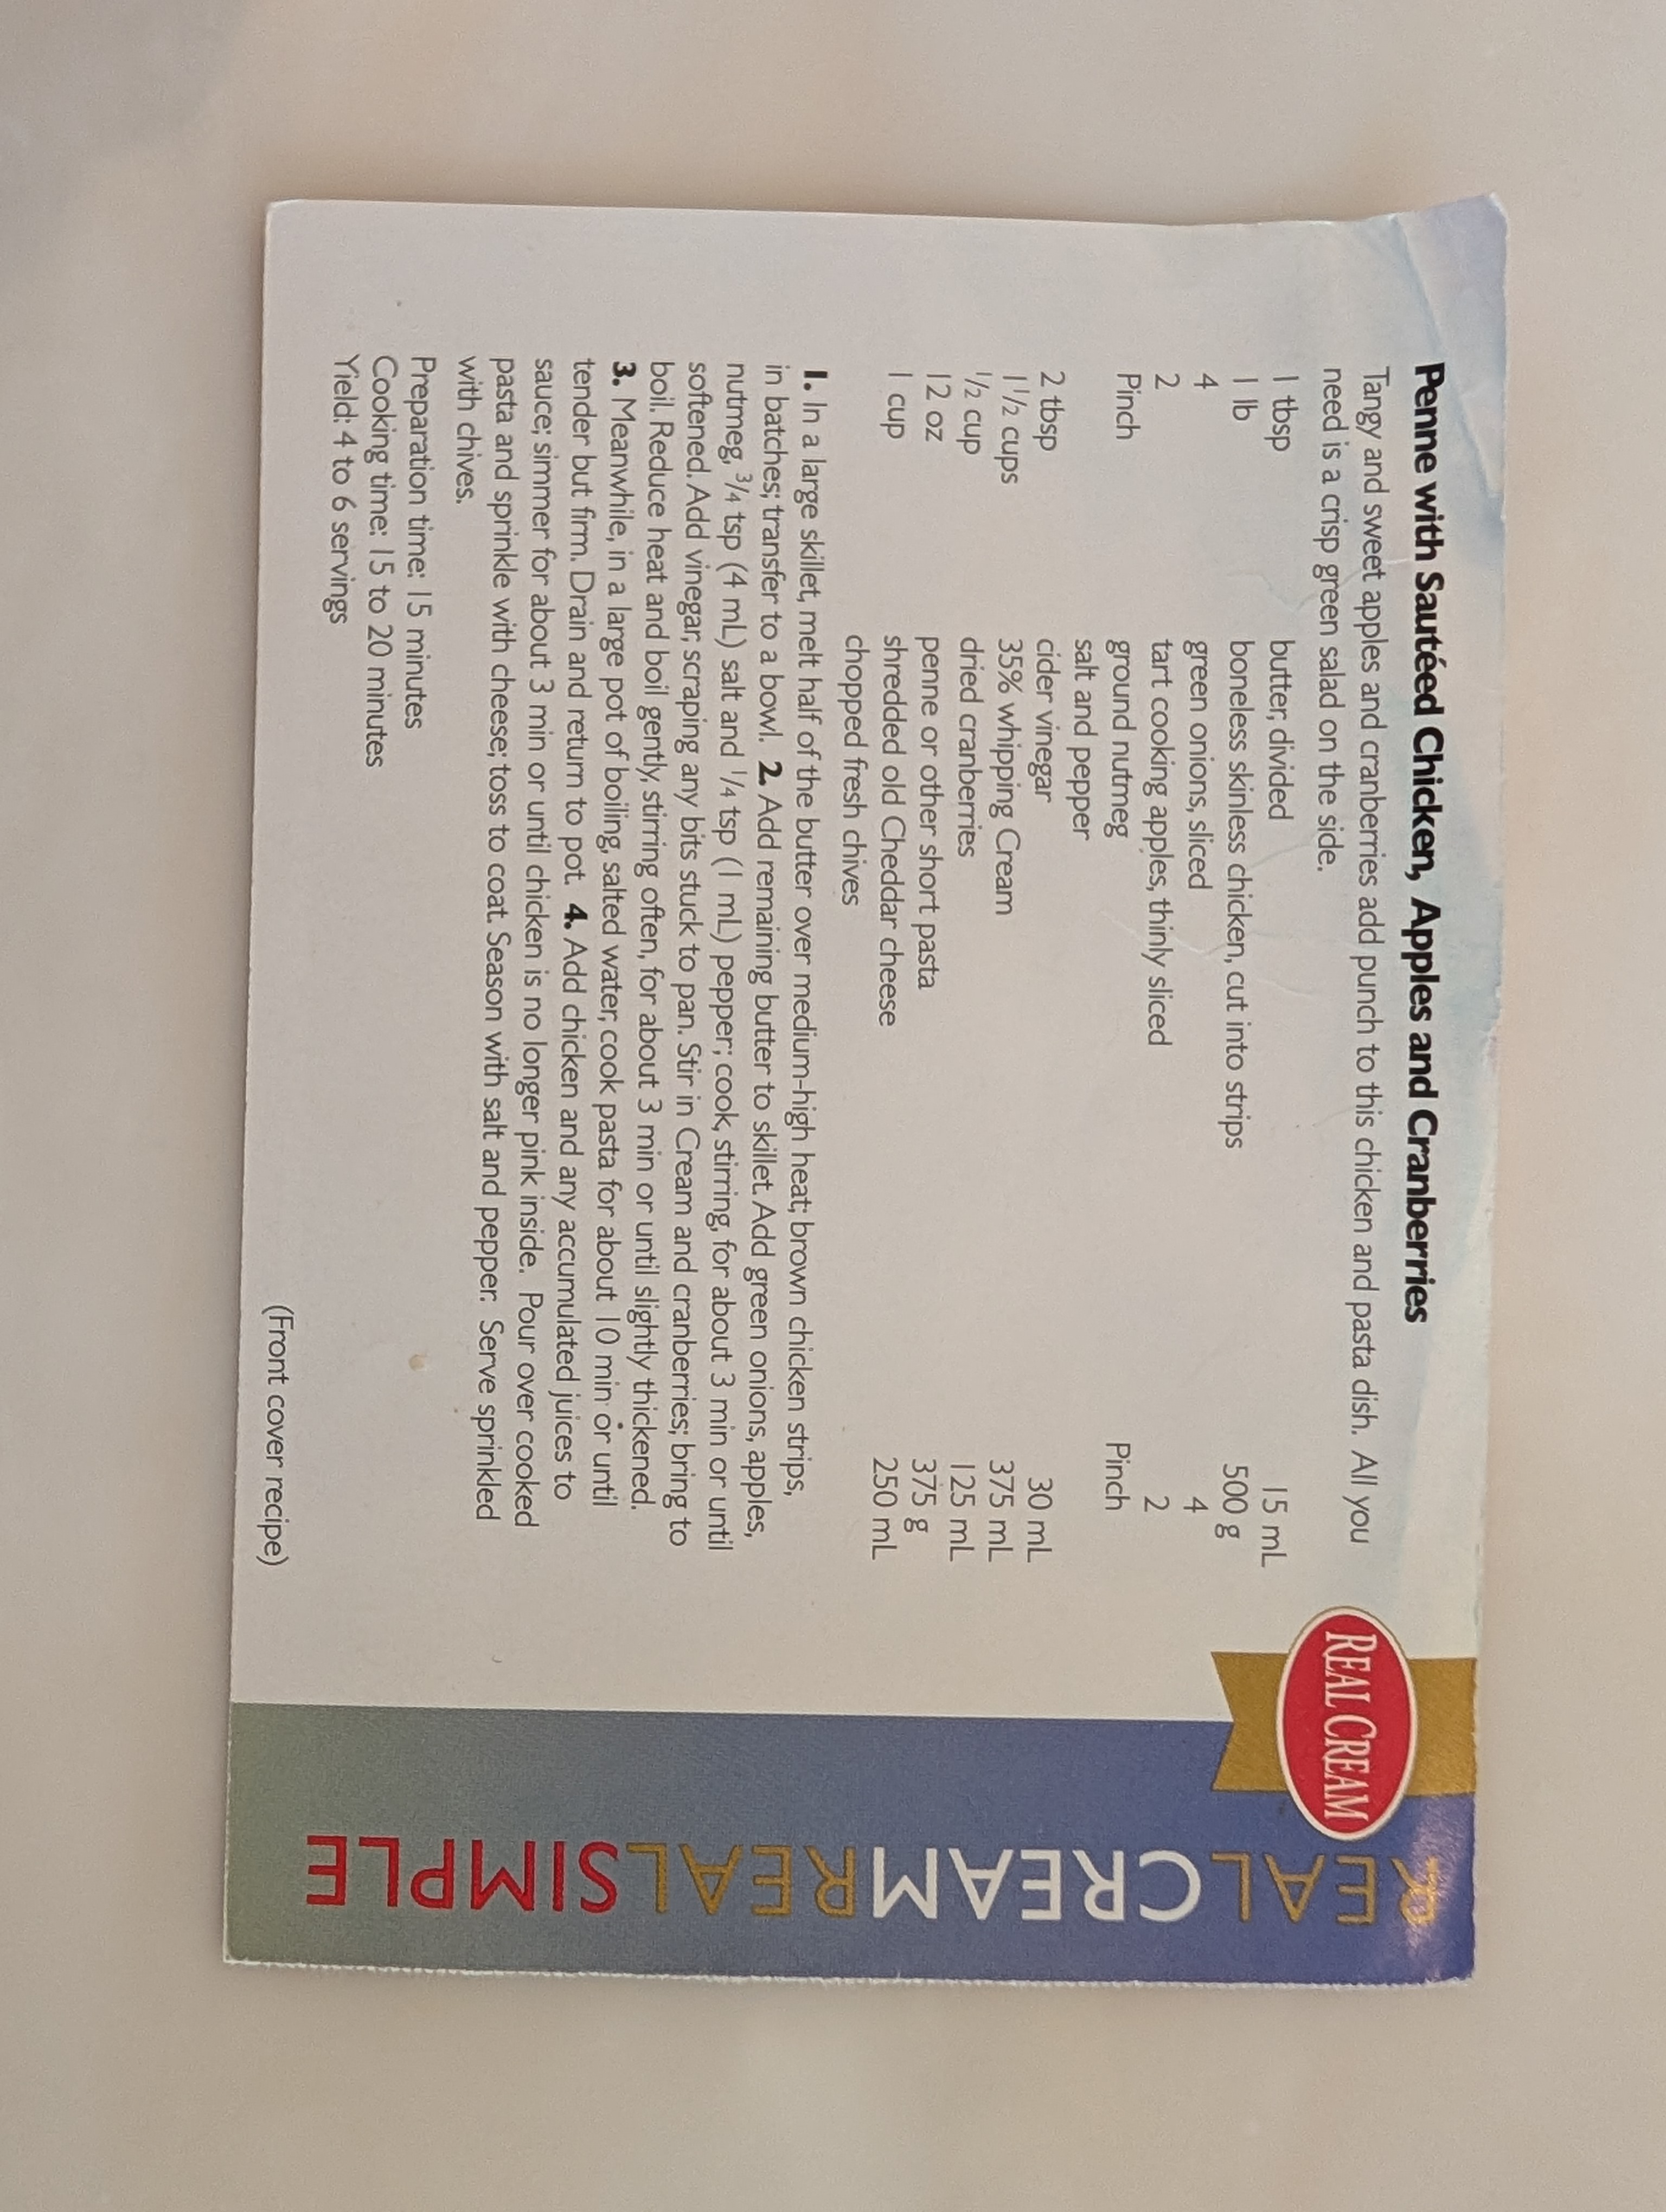 Penne with Sautéed Chicken, Apples and Cranberries
Tangy and sweet apples and cranberries add punch to this chicken and pasta dish. All you
need is a crisp green salad on the side.
1 tbsp butter, divided 15 mL
1 lb boneless skinless chicken, cut into strips 500 g
4 green onions, sliced 4
2 tart cooking apples, thinly sliced 2
Pinch ground nutmeg Pinch
salt and pepper
2 tbsp cider vinegar 30 mL
1 1/2 cups 35% whipping Cream 375 mL
1/2 cup dried cranberries 125 mL
12 oz penne or other short pasta 375 g
1 cup shredded old Cheddar cheese 250 mL
chopped fresh chives
1. In a large skillet, melt half of the butter over medium-high heat; brown chicken strips,
in batches; transfer to a bowl. 2. Add remaining butter to skillet. Add green onions, apples,
nutmeg, 3/4 tsp (4 mL) salt and 1/4 tsp (1 mL) pepper; cook, stirring, for about 3 min or until
softened. Add vinegar, scraping any bits stuck to pan. Stir in Cream and cranberries; bring to
boil. Reduce heat and boil gently, stirring often, for about 3 min or until slightly thickened.
3. Meanwhile, in a large pot of boiling, salted water, cook pasta for about 10 min or until
tender but firm. Drain and return to pot. 4. Add chicken and any accumulated juices to
sauce; simmer for about 3 min or until chicken is no longer pink inside. Pour over cooked
pasta and sprinkle with cheese; toss to coat. Season with salt and pepper. Serve sprinkled
with chives.
Preparation time: 15 minutes
Cooking time: 15 to 20 minutes
Yield: 4 to 6 servings
(Front cover recipe)
REAL CREAM
REALCREAMREALSIMPLE